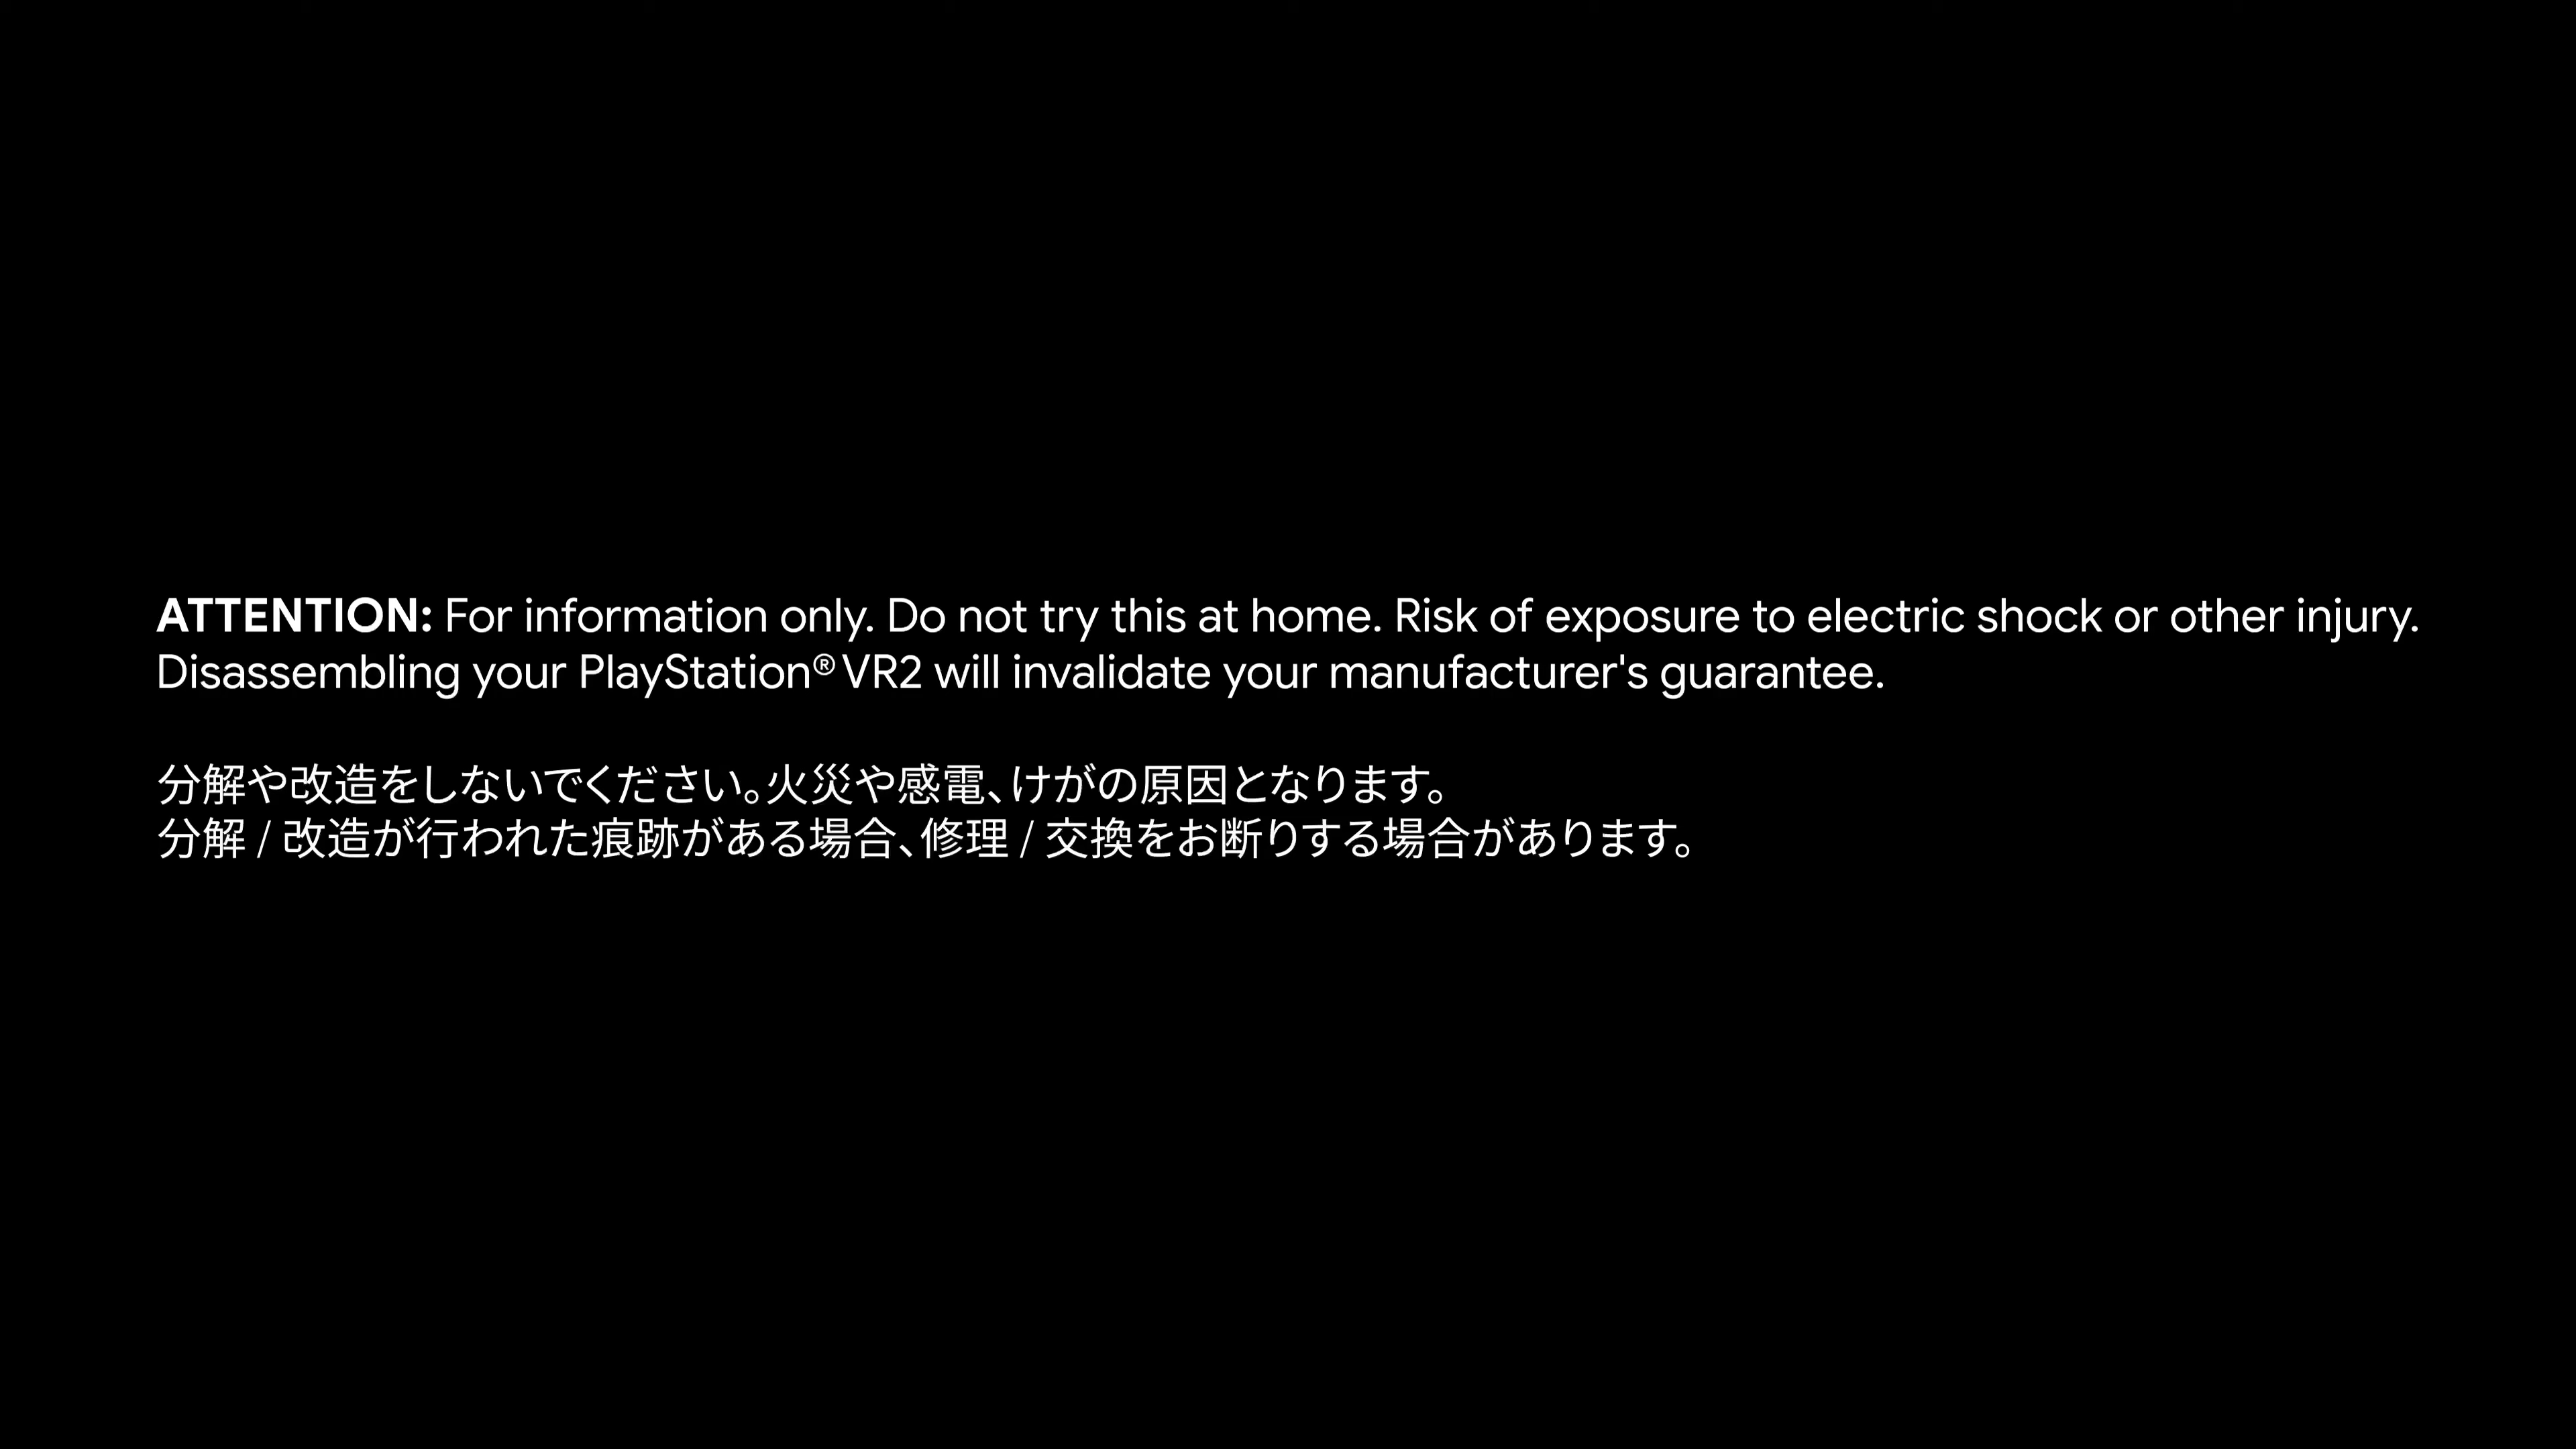 ATTENTION: For information only. Do not try this at home. Risk of exposure to electric shock or other injury.
Disassembling your PlayStation® VR2 will invalidate your manufacturer's guarantee.
分解や改造をしないでください。火災や感電、けがの原因となります。
分解 / 改造が行われた痕跡がある場合、修理 / 交換をお断りする場合があります。